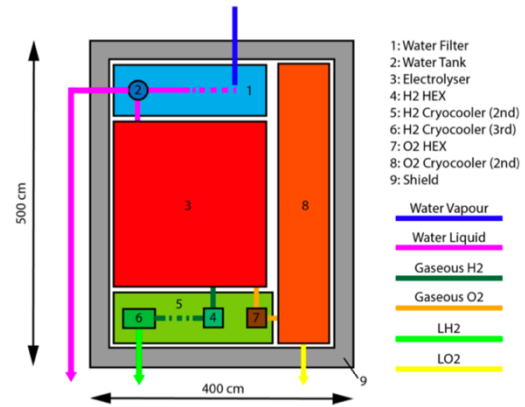 1: Water Filter
2: Water Tank
3: Electrolyser
4: H2 HEX
5: H2 Cryocooler (2nd)
6: H2 Cryocooler (3rd)
7: O2 HEX
8: O2 Cryocooler (2nd)
9: Shield
Water Vapour
Water Liquid
Gaseous H2
Gaseous O2
LH2
LO2
2
1
3
8
5
6
4
7
9
500 cm
400 cm